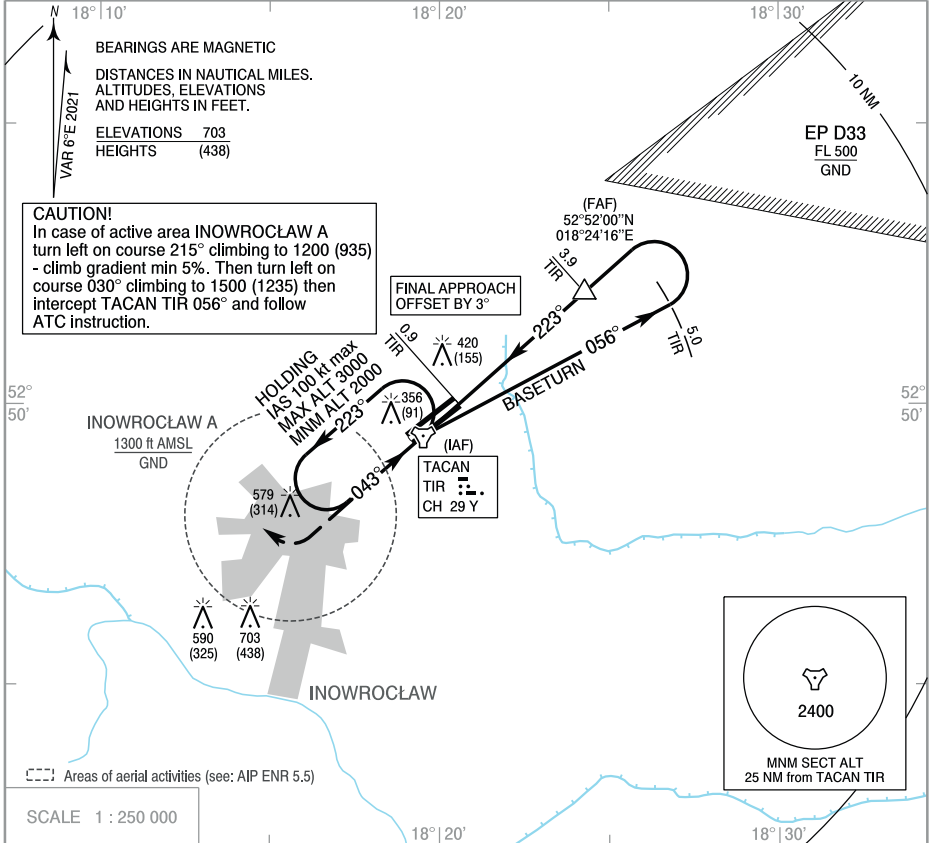 18°10'
18°20'
18°30'
N
VAR 6°E 2021
BEARINGS ARE MAGNETIC
DISTANCES IN NAUTICAL MILES.
ALTITUDES, ELEVATIONS
AND HEIGHTS IN FEET.
ELEVATIONS 703
HEIGHTS (438)
10 NM
EP D33
FL 500
GND
CAUTION!
In case of active area INOWROCŁAW A
turn left on course 215° climbing to 1200 (935)
- climb gradient min 5%. Then turn left on
course 030° climbing to 1500 (1235) then
intercept TACAN TIR 056° and follow
ATC instruction.
(FAF)
52°52'00"N
018°24'16"E
3.9
TIR
FINAL APPROACH
OFFSET BY 3°
0.9
TIR
420
(155)
223°
056°
BASETURN
5.0
TIR
HOLDING
IAS 100 kt max
MAX ALT 3000
MNM ALT 2000
223°
356
(91)
043°
52°
50'
52°
50'
INOWROCŁAW A
1300 ft AMSL
GND
(IAF)
TACAN
TIR
CH 29 Y
579
(314)
590
(325)
703
(438)
INOWROCŁAW
2400
MNM SECT ALT
25 NM from TACAN TIR
Areas of aerial activities (see: AIP ENR 5.5)
SCALE 1 : 250 000
18°20'
18°30'